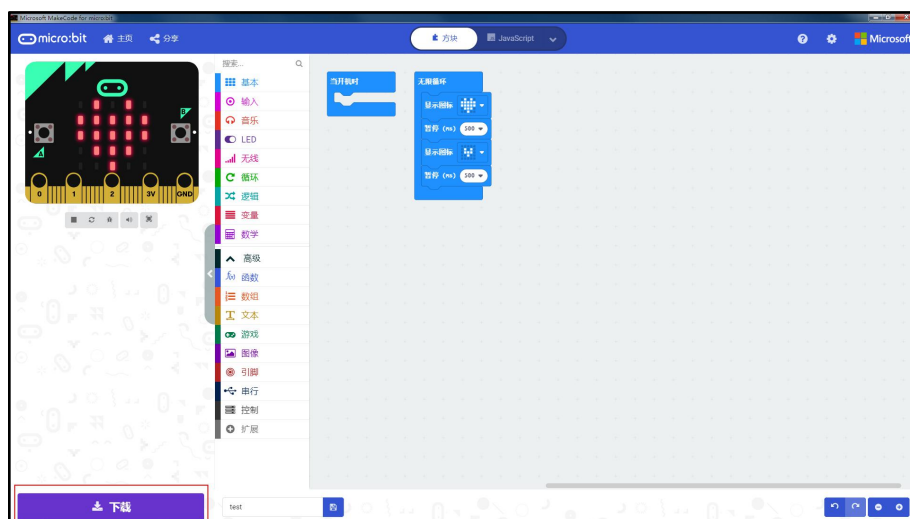 Microsoft MakeCode for micro:bit
micro:bit 主页 分享 方块 JavaScript Microsoft
搜索...
基本
输入
音乐
LED
无线
循环
逻辑
变量
数学
高级
函数
数组
文本
游戏
图像
引脚
串行
控制
扩展
当开机时
无限循环
显示图标
暂停 (ms) 500
显示图标
暂停 (ms) 500
B
A
0 1 2 3V GND
下载
test